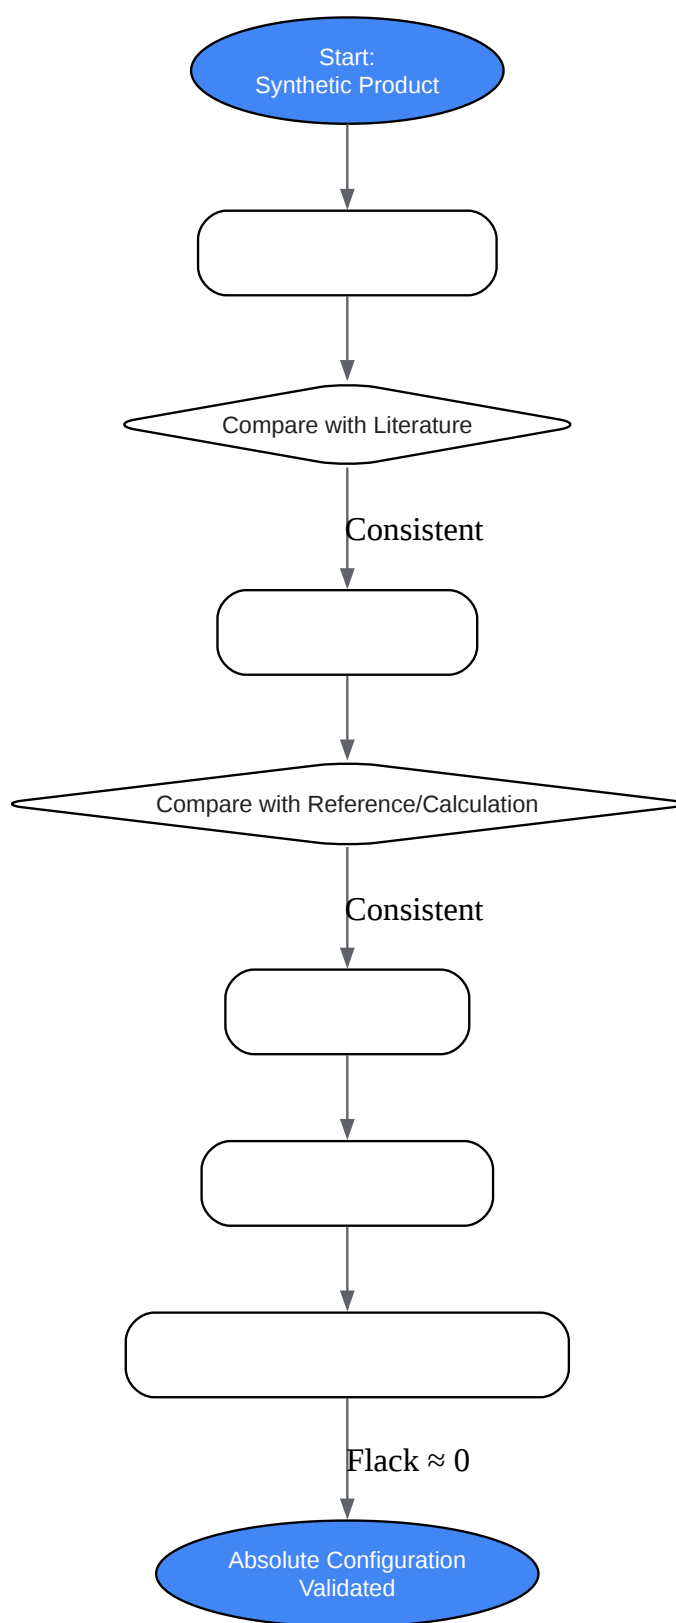 Start:
Synthetic Product
Compare with Literature
Consistent
Compare with Reference/Calculation
Consistent
Flack ≈ 0
Absolute Configuration
Validated